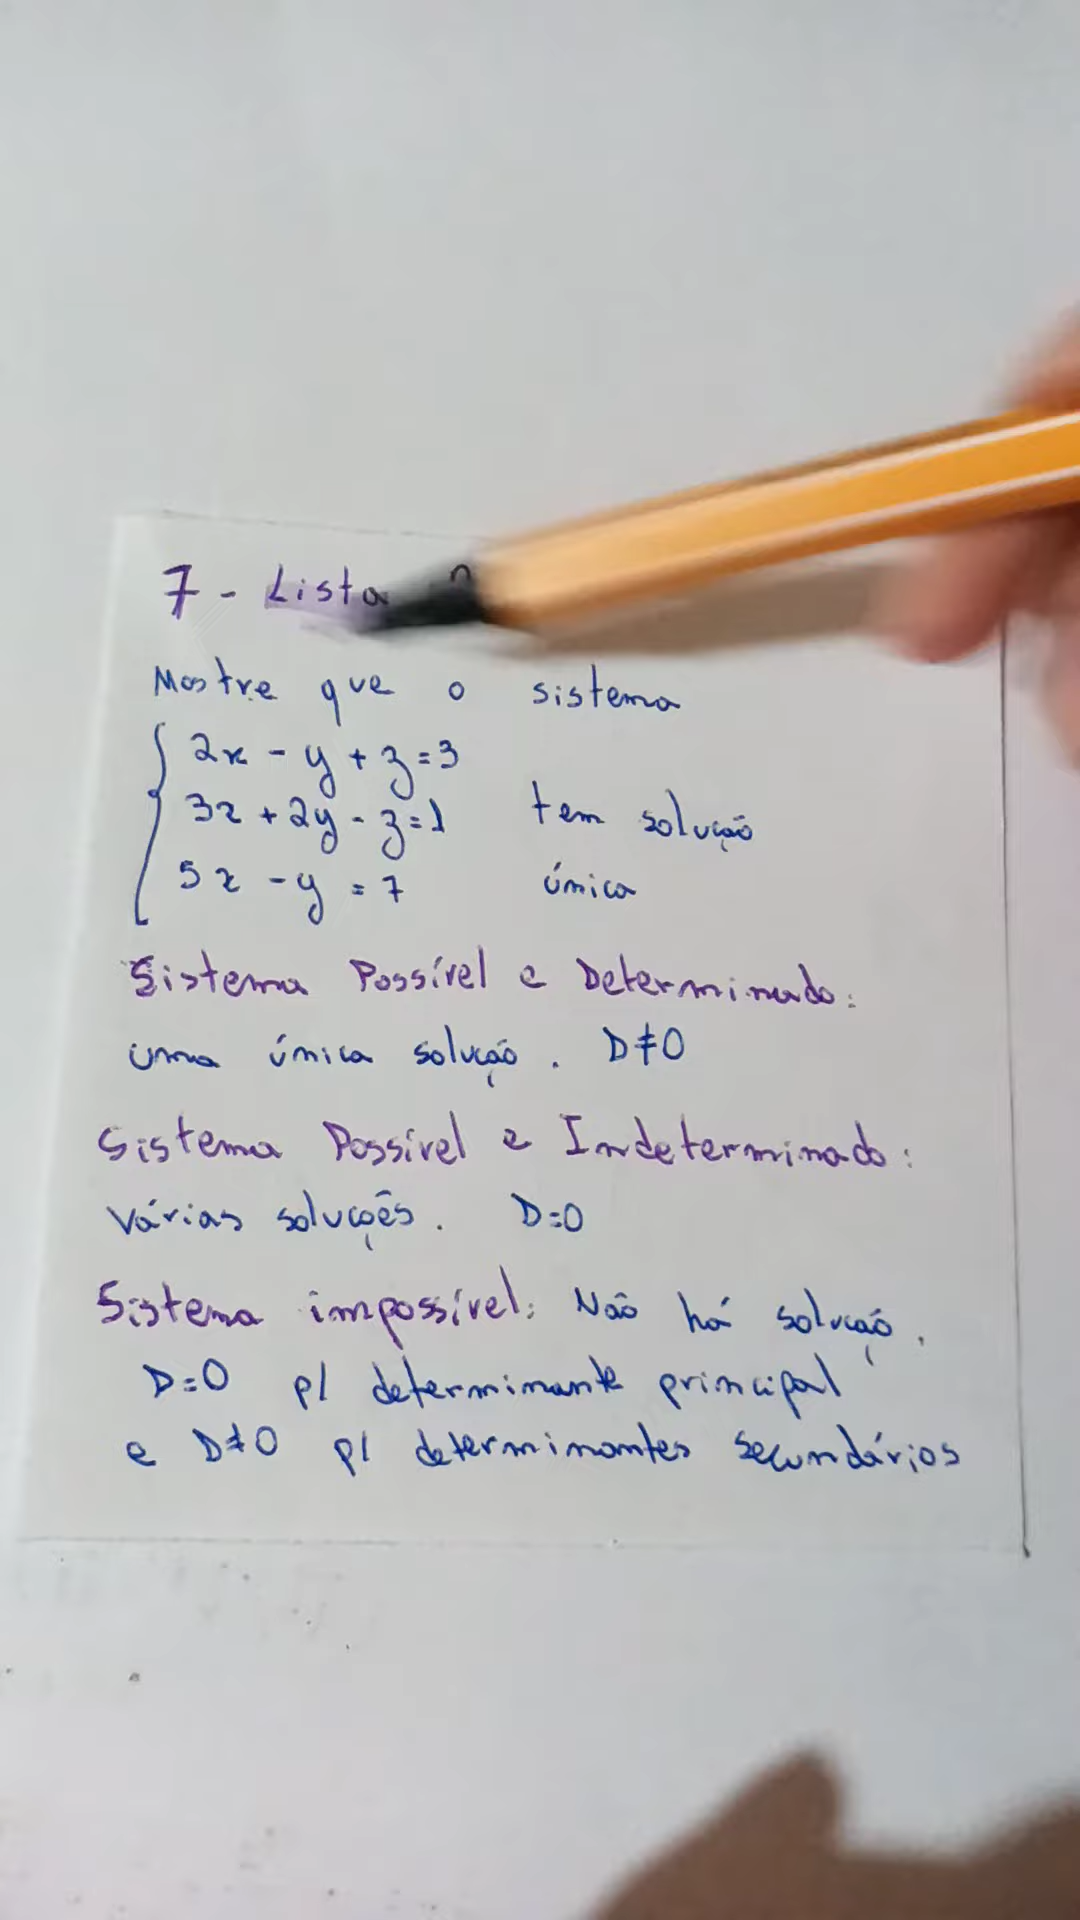 7 - Lista
Mostre que o sistema
2x - y + z = 3
3x + 2y - z = 1 tem solução
5x - y = 7 única
Sistema Possível e Determinado:
uma única solução. D≠0
Sistema Possível e Indeterminado:
Várias soluções. D=0
Sistema impossível: Não há solução.
D=0 p/ determinante principal
e D≠0 p/ determinantes secundários